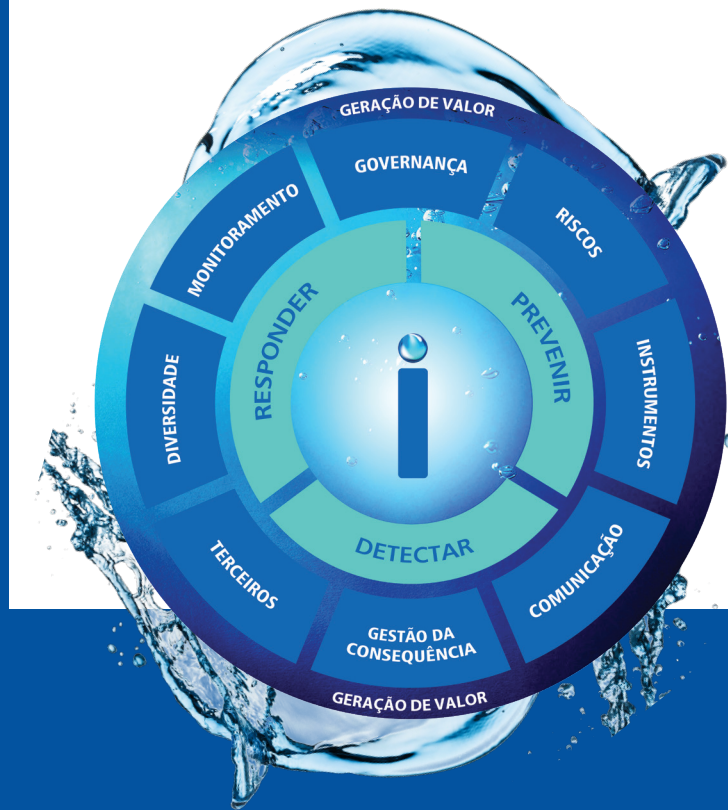 GERAÇÃO DE VALOR
GOVERNANÇA
RISCOS
INSTRUMENTOS
COMUNICAÇÃO
GESTÃO DA
CONSEQUÊNCIA
TERCEIROS
DIVERSIDADE
MONITORAMENTO
PREVENIR
DETECTAR
RESPONDER
i
GERAÇÃO DE VALOR